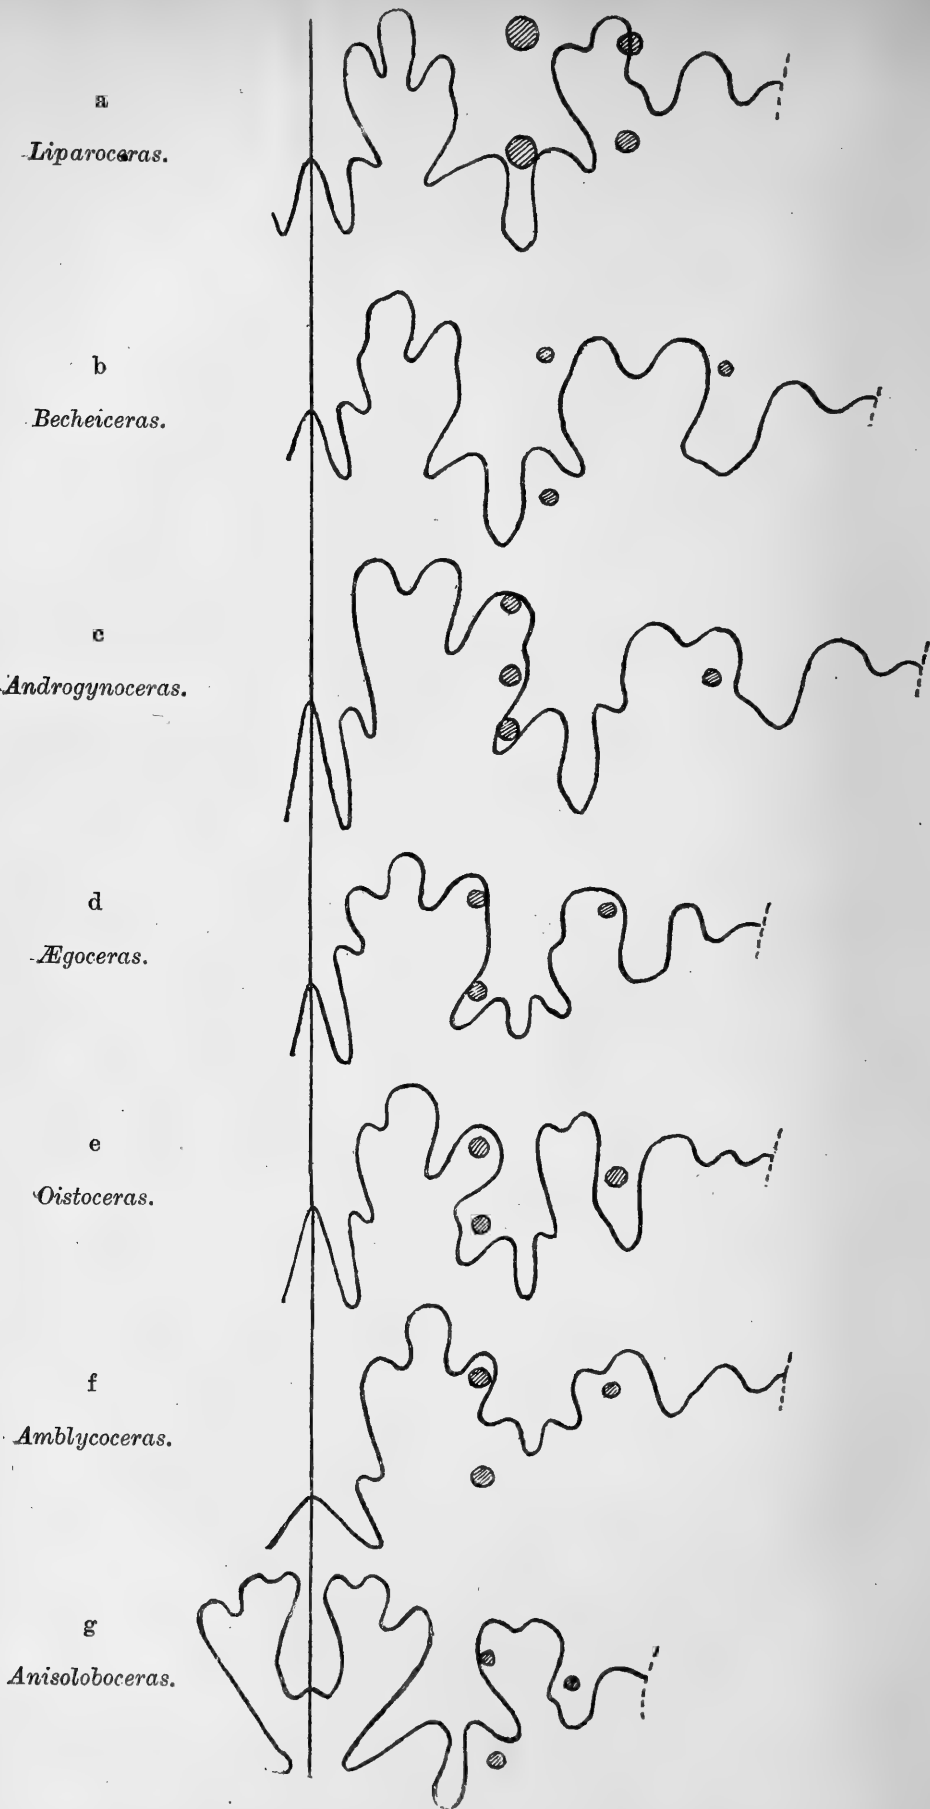 a
Liparoceras.
b
Becheiceras.
c
Androgynoceras.
d
Ægoceras.
e
Oistoceras.
f
Amblycoceras.
g
Anisoloboceras.